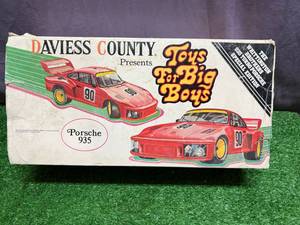 DAVIESS COUNTY
Presents
Toys
For Big
Boys
90
Porsche
935
90